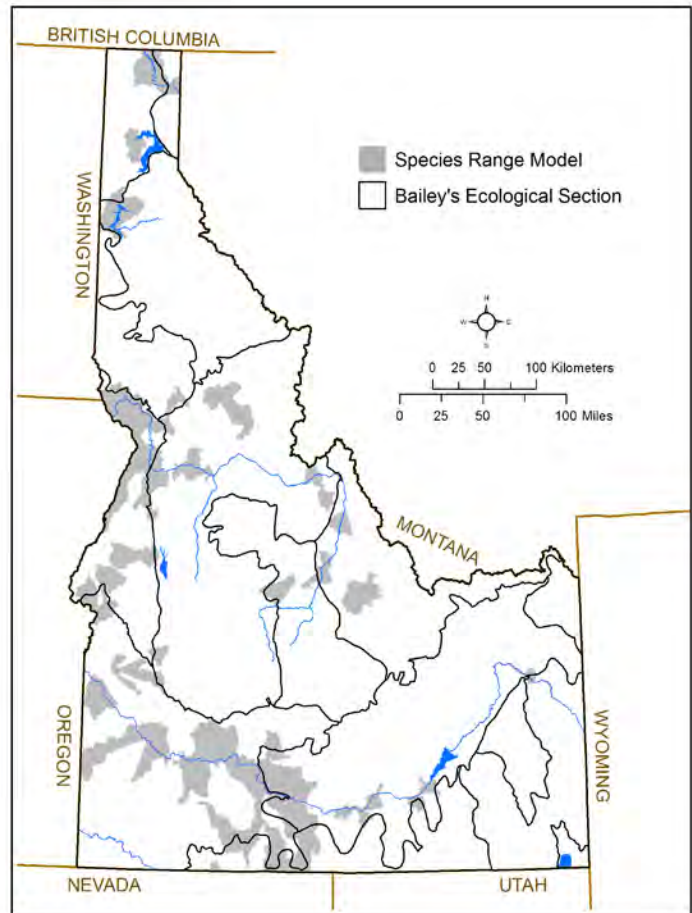 BRITISH COLUMBIA
Species Range Model
Bailey's Ecological Section
WASHINGTON
N
W E
S
0 25 50 100 Kilometers
0 25 50 100 Miles
MONTANA
OREGON
WYOMING
NEVADA
UTAH